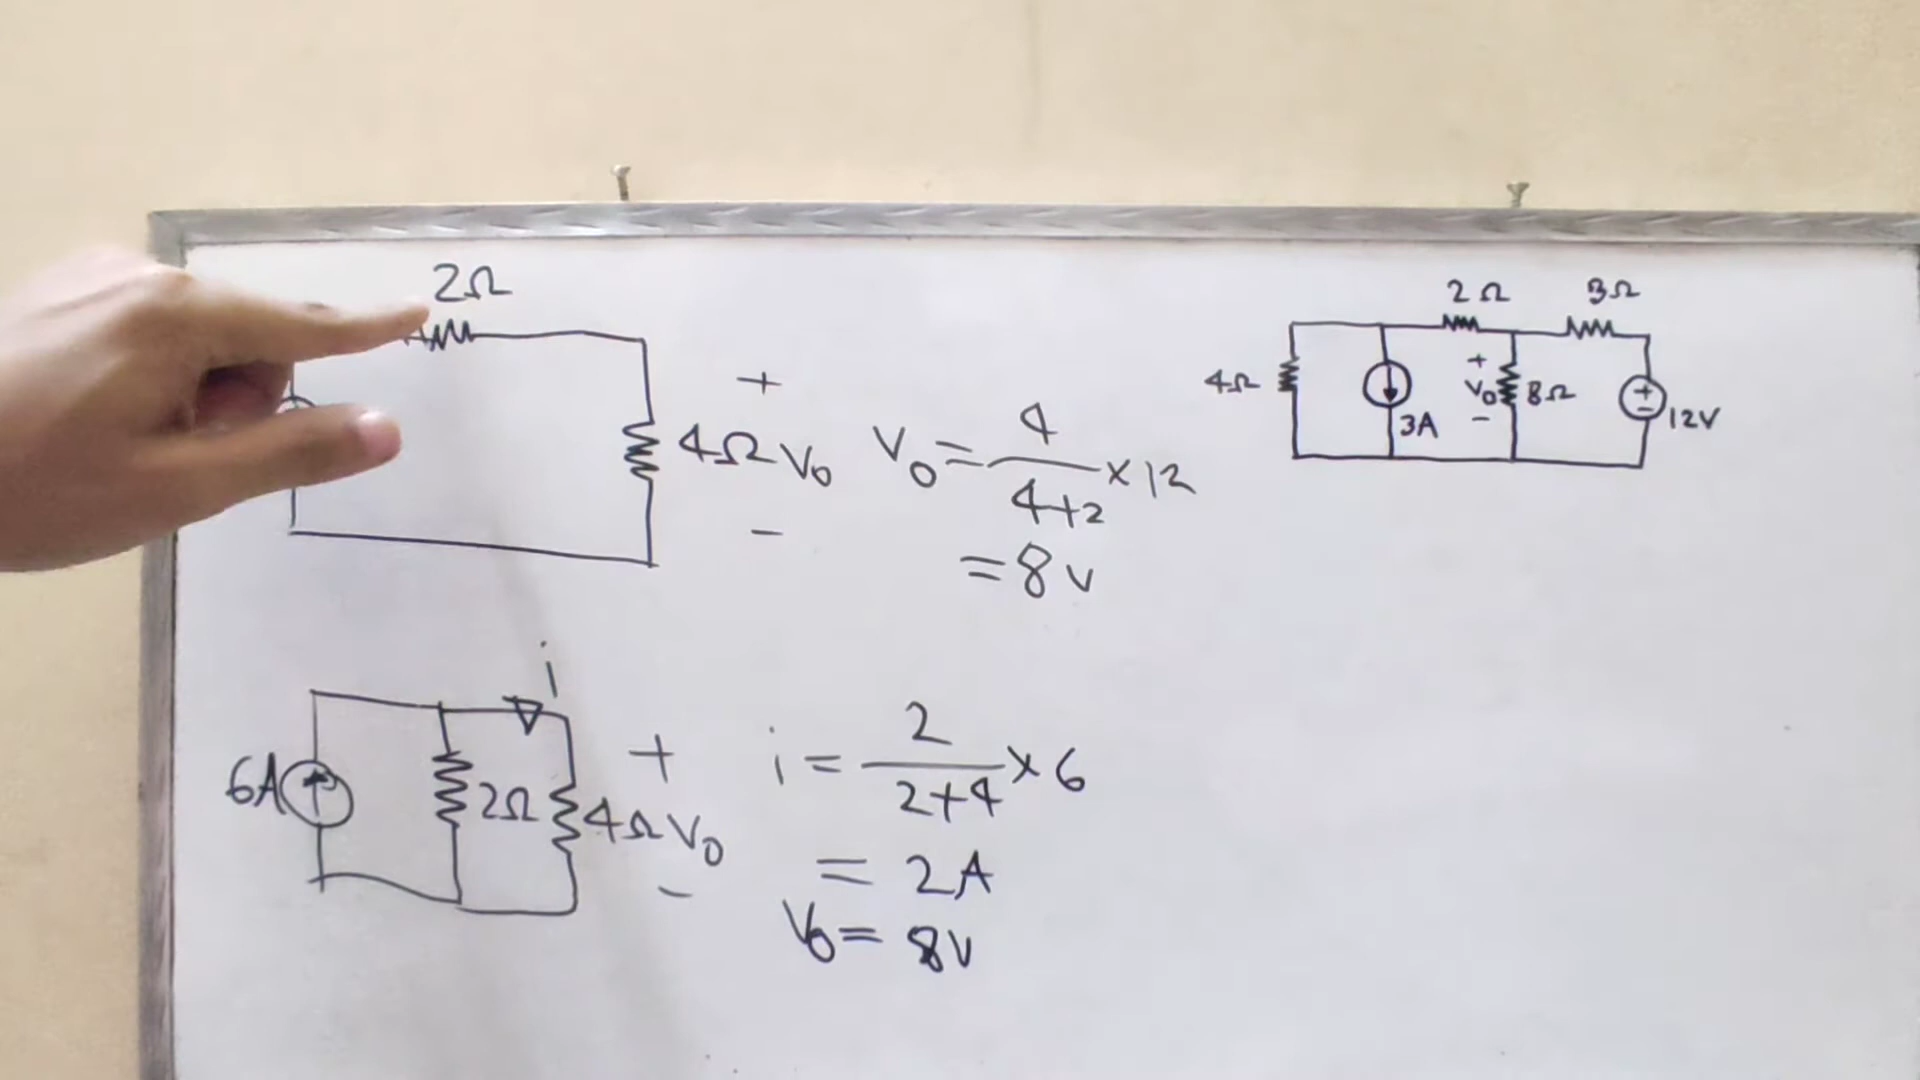 2Ω
4Ω V₀
+
−
V₀ = 4/(4+2) × 12
= 8V
2Ω 3Ω
4Ω
3A
+
V₀
−
8Ω
+
−
12V
i
6A
2Ω
4Ω V₀
+
−
i = 2/(2+4) × 6
= 2A
V₀ = 8V